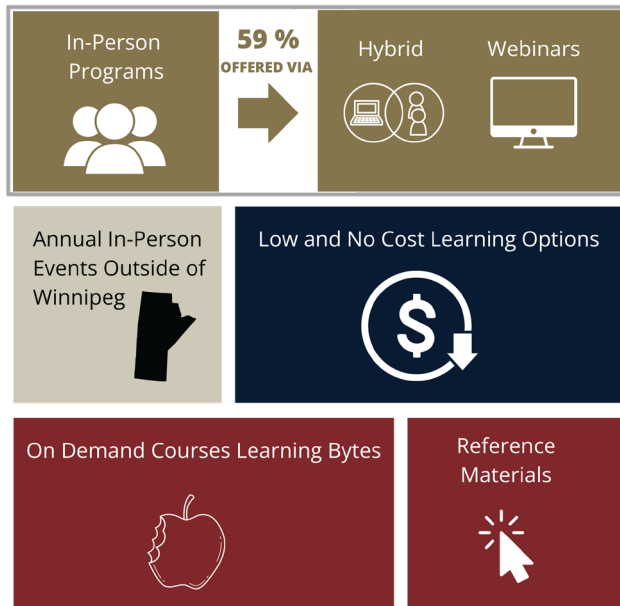 In-Person
Programs
59 %
OFFERED VIA
Hybrid
Webinars
Annual In-Person
Events Outside of
Winnipeg
Low and No Cost Learning Options
$
On Demand Courses Learning Bytes
Reference
Materials